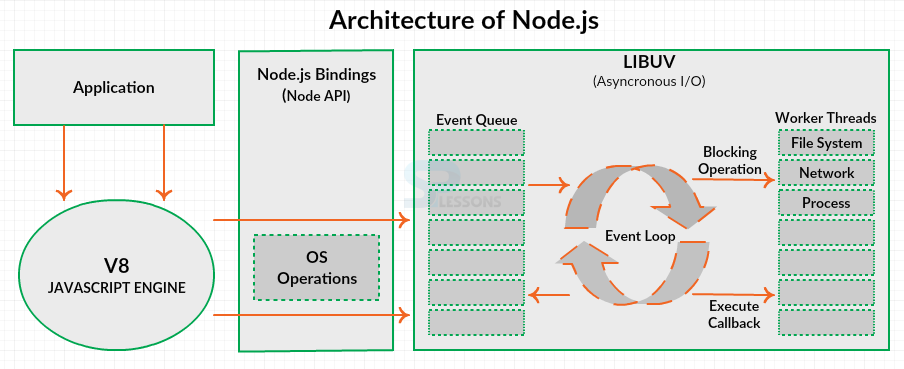 Architecture of Node.js
Application
V8
JAVASCRIPT ENGINE
Node.js Bindings
(Node API)
OS
Operations
LIBUV
(Asyncronous I/O)
Event Queue
Event Loop
Blocking
Operation
Execute
Callback
Worker Threads
File System
Network
Process
LESSONS